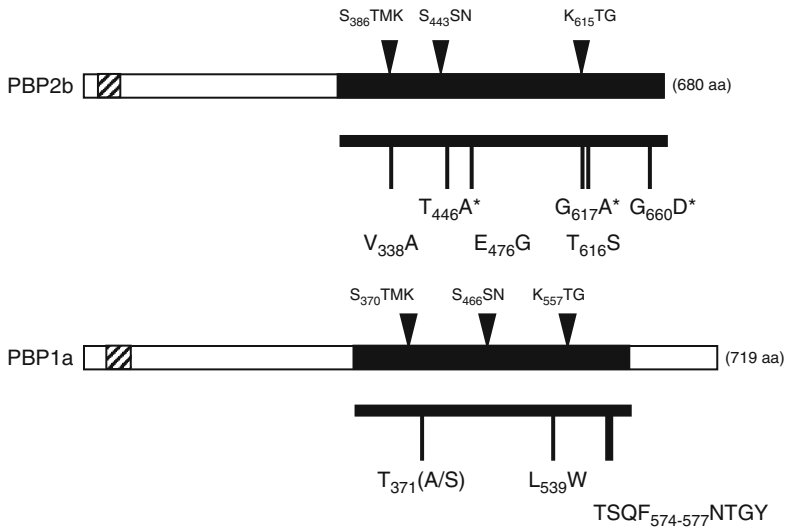 S₃₈₆TMK S₄₄₃SN K₆₁₅TG
PBP2b (680 aa)
T₄₄₆A* G₆₁₇A* G₆₆₀D*
V₃₃₈A E₄₇₆G T₆₁₆S
S₃₇₀TMK S₄₆₆SN K₅₅₇TG
PBP1a (719 aa)
T₃₇₁(A/S) L₅₃₉W
TSQF₅₇₄₋₅₇₇NTGY